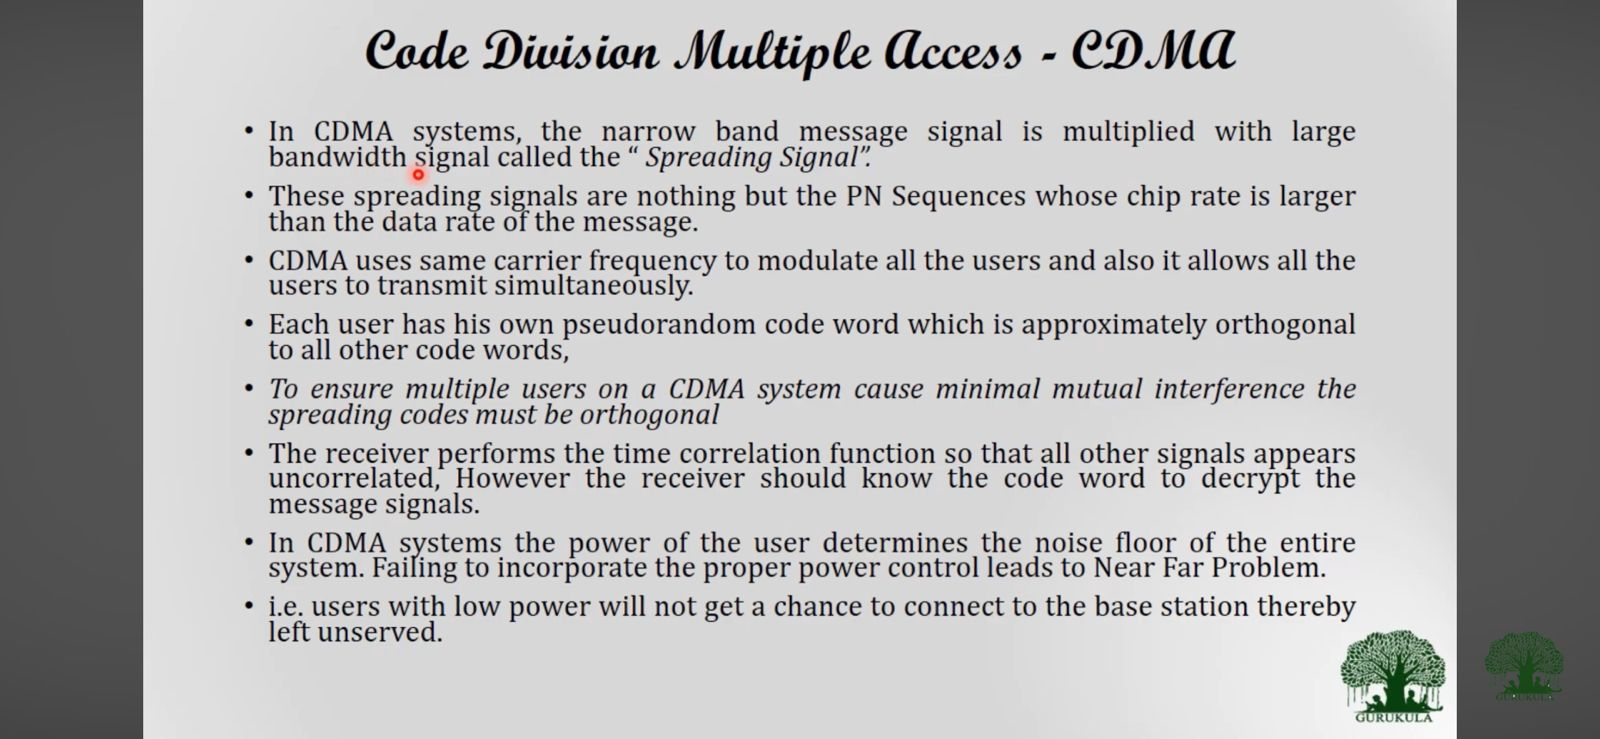 Code Division Multiple Access - CDMA
• In CDMA systems, the narrow band message signal is multiplied with large
bandwidth signal called the “ Spreading Signal”.
• These spreading signals are nothing but the PN Sequences whose chip rate is larger
than the data rate of the message.
• CDMA uses same carrier frequency to modulate all the users and also it allows all the
users to transmit simultaneously.
• Each user has his own pseudorandom code word which is approximately orthogonal
to all other code words,
• To ensure multiple users on a CDMA system cause minimal mutual interference the
spreading codes must be orthogonal
• The receiver performs the time correlation function so that all other signals appears
uncorrelated, However the receiver should know the code word to decrypt the
message signals.
• In CDMA systems the power of the user determines the noise floor of the entire
system. Failing to incorporate the proper power control leads to Near Far Problem.
• i.e. users with low power will not get a chance to connect to the base station thereby
left unserved.
GURUKULA
GURUKULA